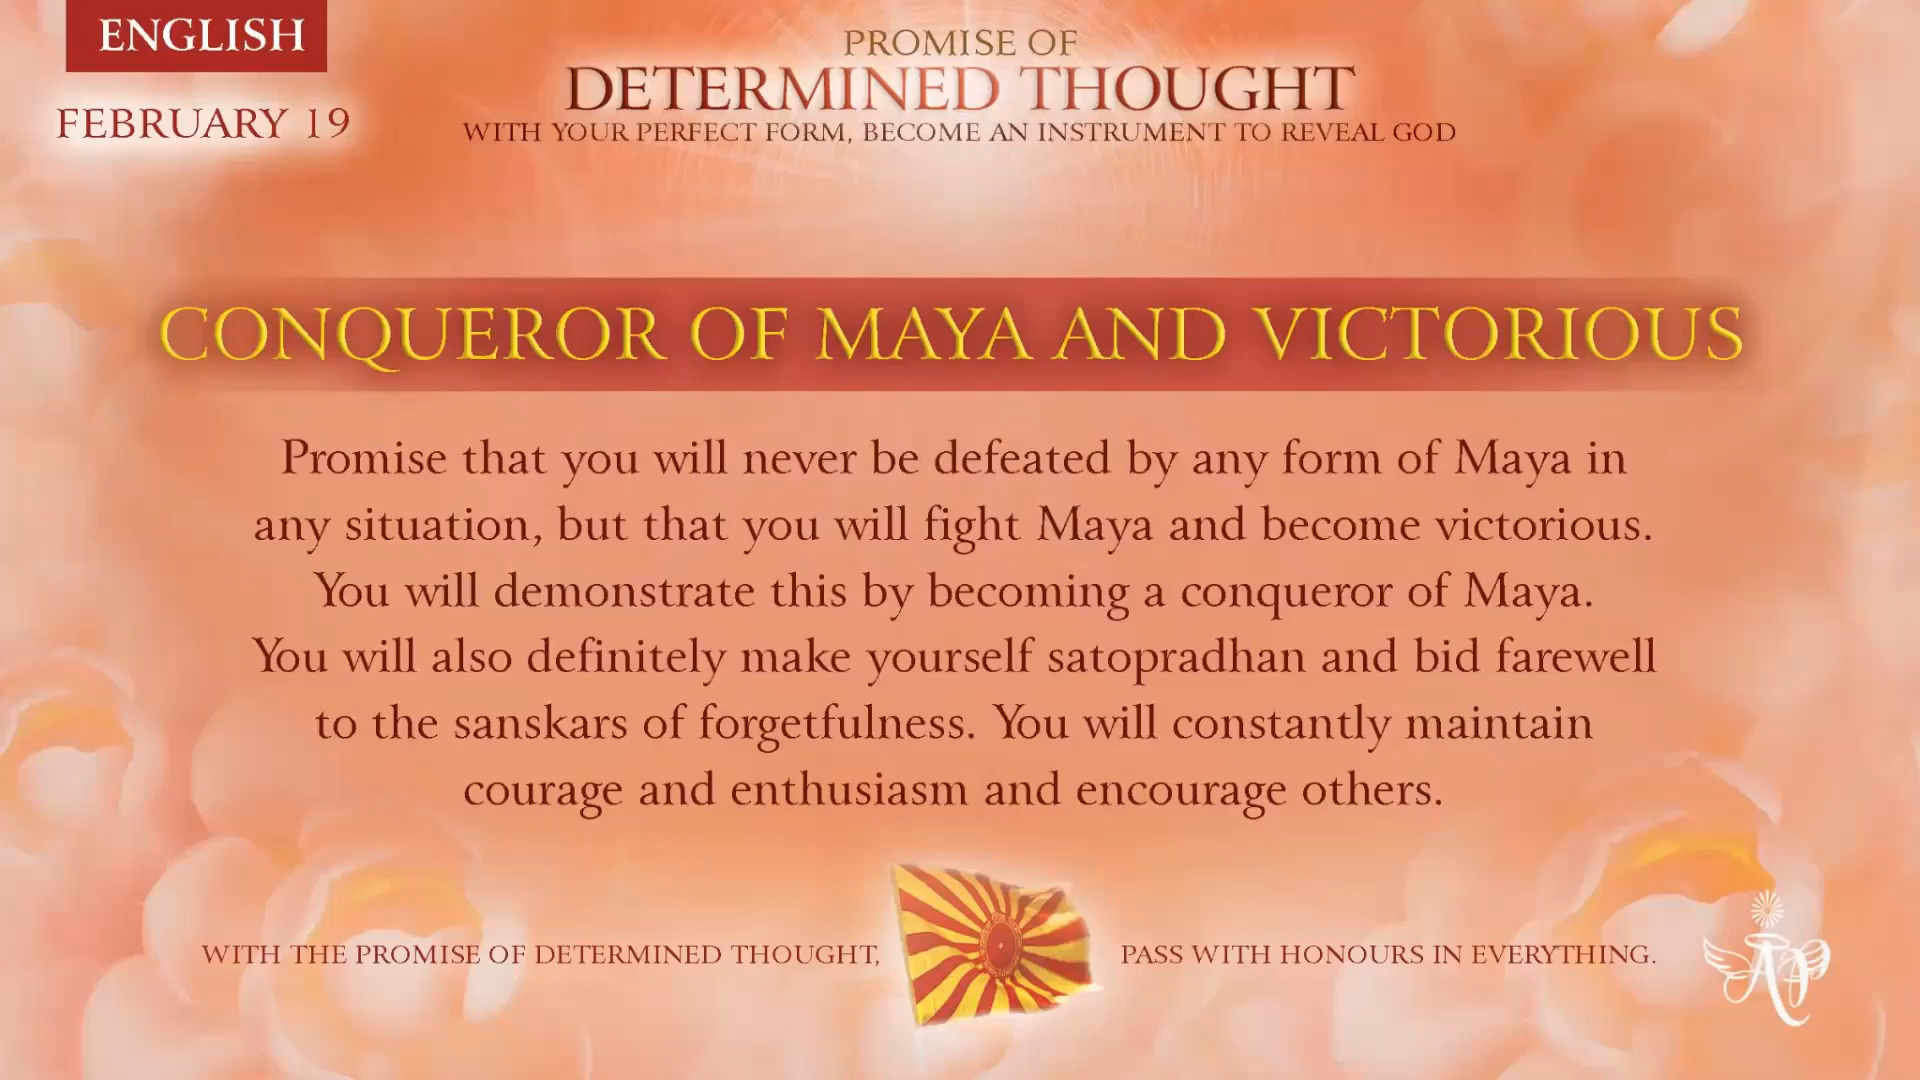 ENGLISH
FEBRUARY 19
PROMISE OF
DETERMINED THOUGHT
WITH YOUR PERFECT FORM, BECOME AN INSTRUMENT TO REVEAL GOD
CONQUEROR OF MAYA AND VICTORIOUS
Promise that you will never be defeated by any form of Maya in
any situation, but that you will fight Maya and become victorious.
You will demonstrate this by becoming a conqueror of Maya.
You will also definitely make yourself satopradhan and bid farewell
to the sanskars of forgetfulness. You will constantly maintain
courage and enthusiasm and encourage others.
WITH THE PROMISE OF DETERMINED THOUGHT, PASS WITH HONOURS IN EVERYTHING.